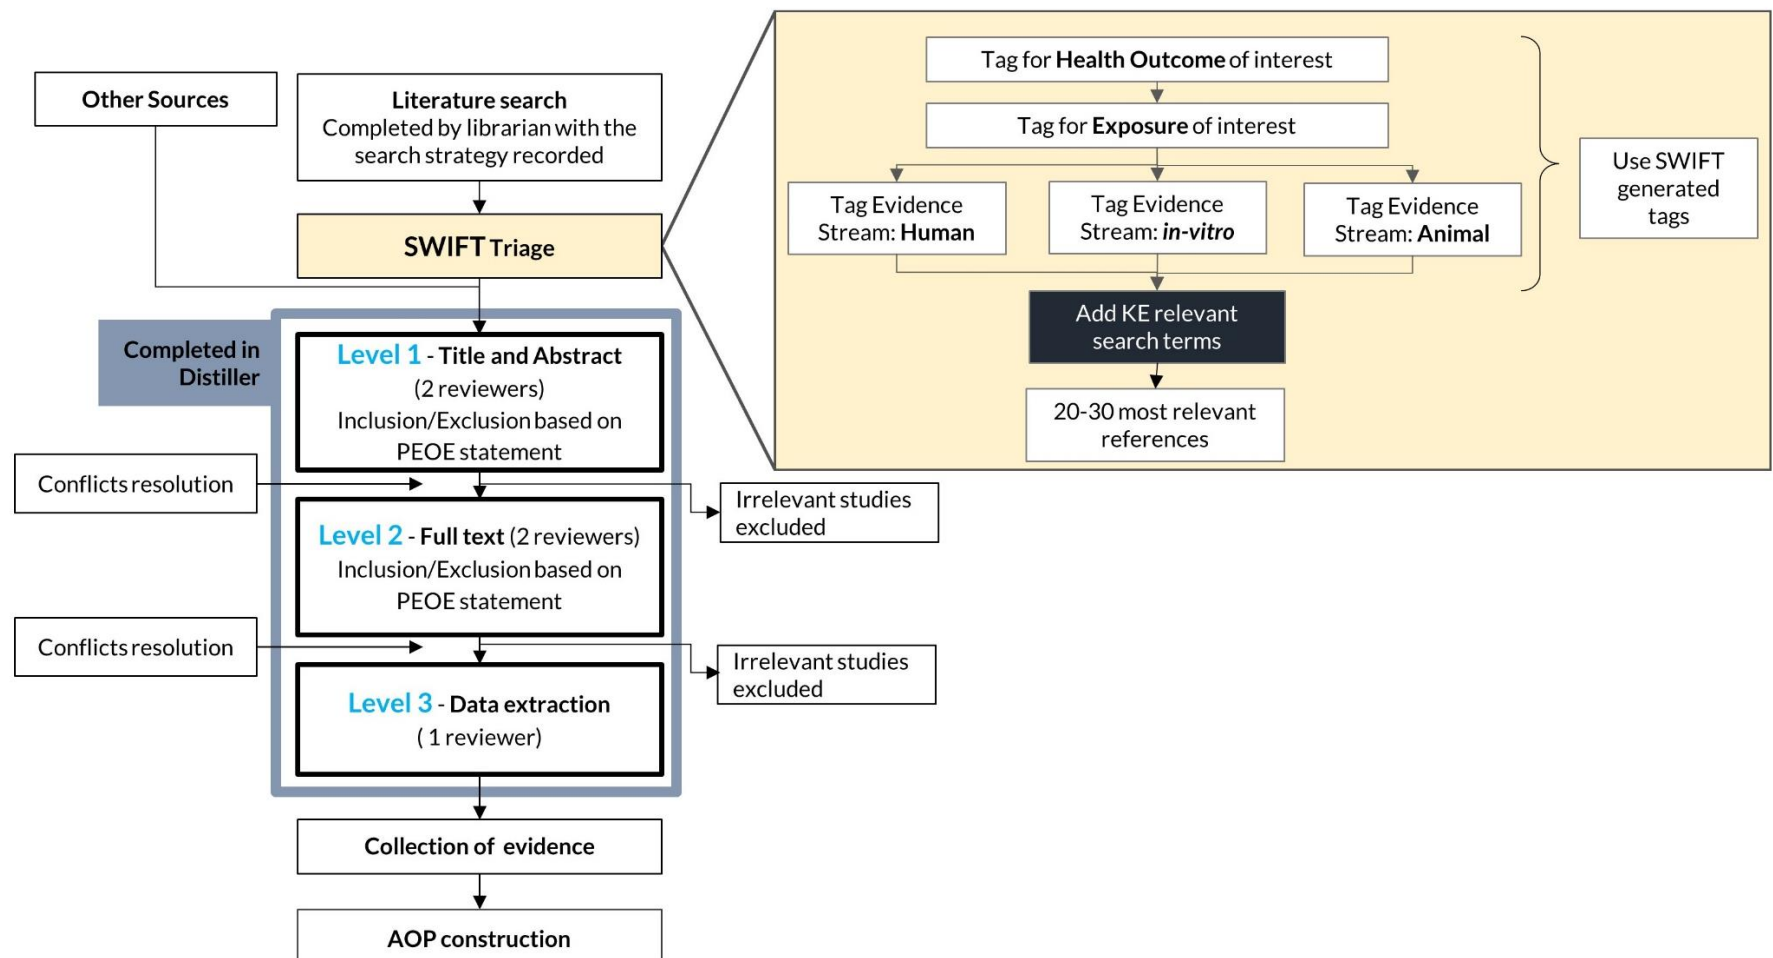 Other Sources
Literature search
Completed by librarian with the
search strategy recorded
SWIFT Triage
Completed in
Distiller
Level 1 - Title and Abstract
(2 reviewers)
Inclusion/Exclusion based on
PEOE statement
Conflicts resolution
Irrelevant studies
excluded
Level 2 - Full text (2 reviewers)
Inclusion/Exclusion based on
PEOE statement
Conflicts resolution
Irrelevant studies
excluded
Level 3 - Data extraction
( 1 reviewer)
Collection of evidence
AOP construction
Tag for Health Outcome of interest
Tag for Exposure of interest
Tag Evidence
Stream: Human
Tag Evidence
Stream: in-vitro
Tag Evidence
Stream: Animal
Use SWIFT
generated
tags
Add KE relevant
search terms
20-30 most relevant
references